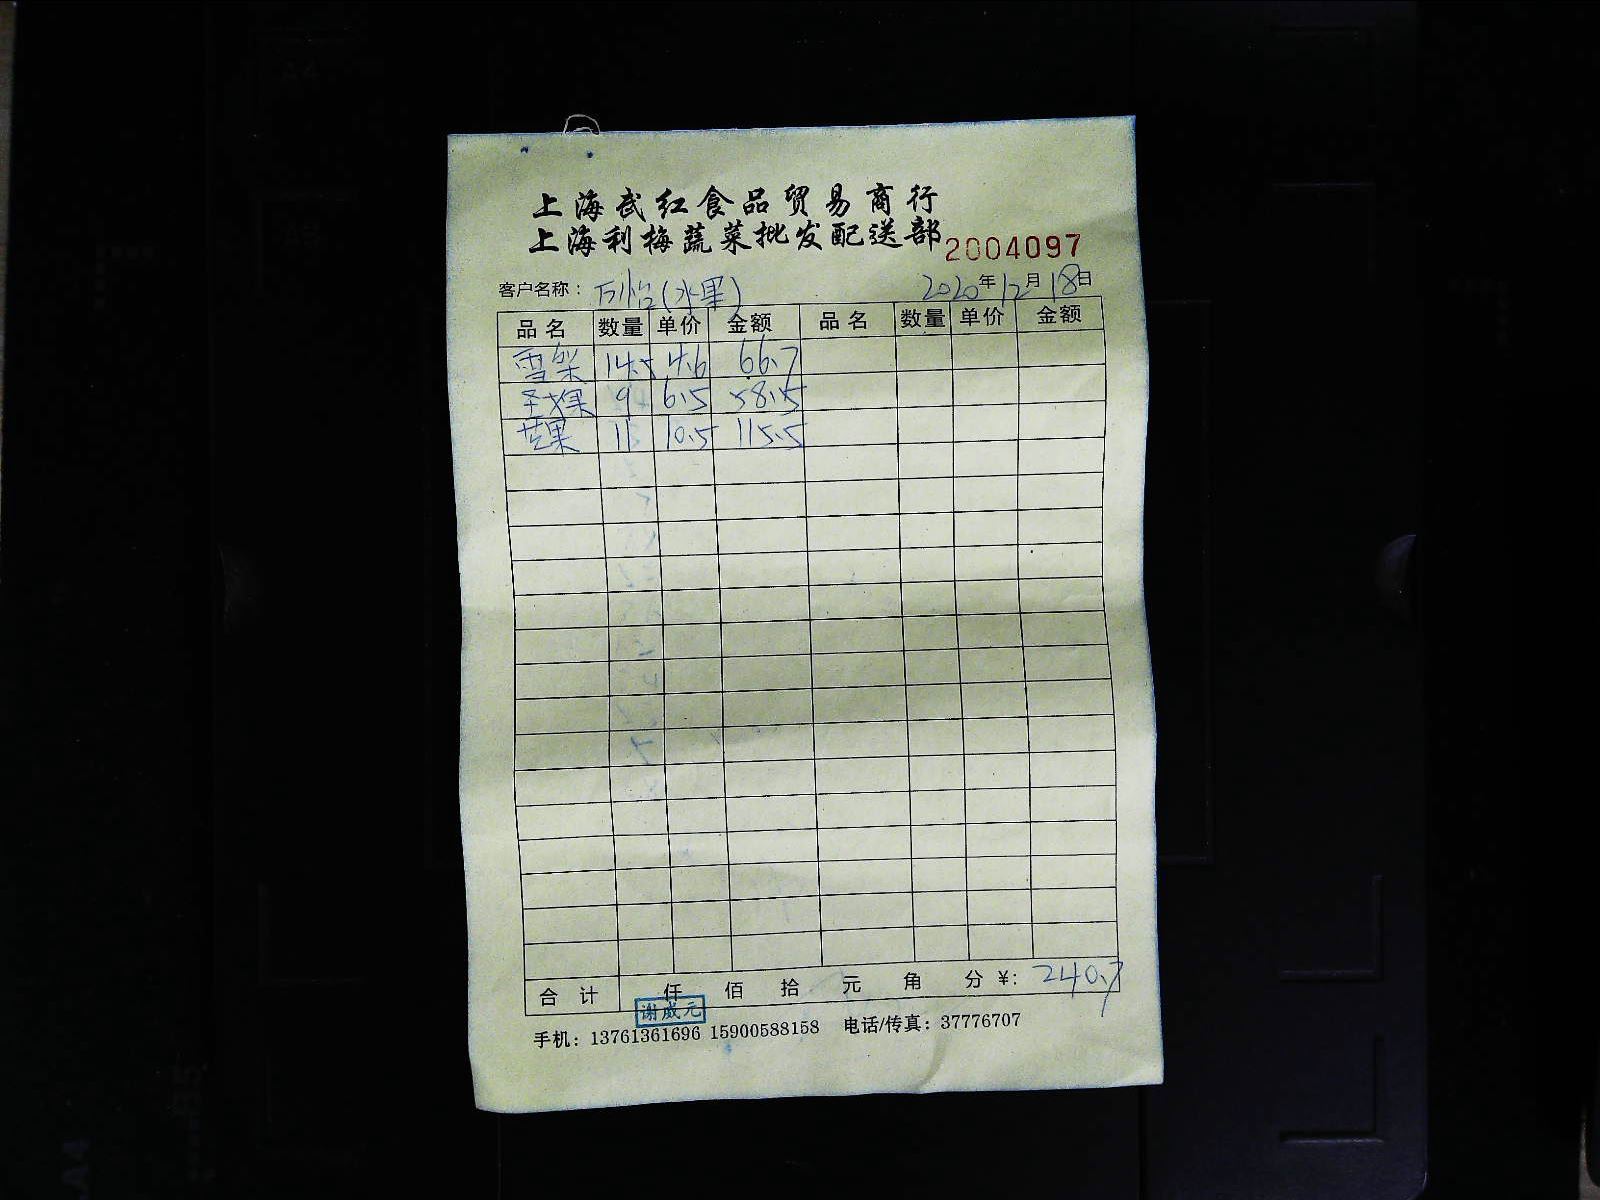 上海武红食品贸易商行
上海利梅蔬菜批发配送部 2004097
客户名称：万怡(水果) 2020年12月18日
品名 数量 单价 金额 品名 数量 单价 金额
雪梨 14.5 4.6 66.7
圣女果 9 6.5 58.5
芒果 11 10.5 115.5
合计 仟 佰 拾 元 角 分 ¥: 240.7
谢威元
手机：13761361696 15900588158 电话/传真：37776707